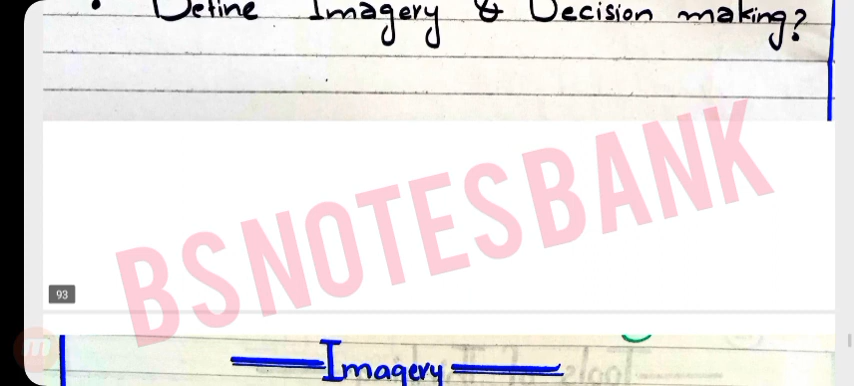 • Define Imagery & Decision making?
BSNOTESBANK
93
Imagery